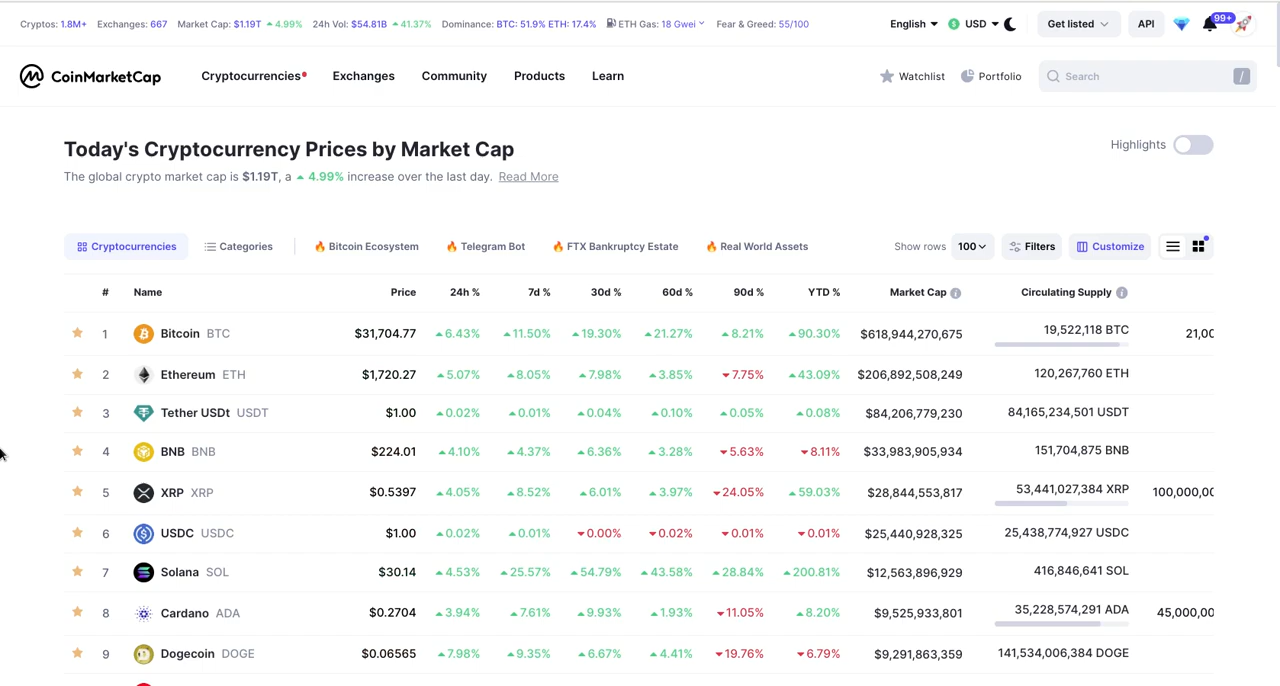 Cryptos: 1.8M+ Exchanges: 667 Market Cap: $1.19T 4.99% 24h Vol: $54.81B 41.37% Dominance: BTC: 51.9% ETH: 17.4% ETH Gas: 18 Gwei Fear & Greed: 55/100 English $ USD Get listed API 99+
CoinMarketCap Cryptocurrencies Exchanges Community Products Learn Watchlist Portfolio Search /
Today's Cryptocurrency Prices by Market Cap Highlights
The global crypto market cap is $1.19T, a 4.99% increase over the last day. Read More
Cryptocurrencies Categories Bitcoin Ecosystem Telegram Bot FTX Bankruptcy Estate Real World Assets Show rows 100 Filters Customize
# Name Price 24h % 7d % 30d % 60d % 90d % YTD % Market Cap Circulating Supply
1 Bitcoin BTC $31,704.77 6.43% 11.50% 19.30% 21.27% 8.21% 90.30% $618,944,270,675 19,522,118 BTC 21,00
2 Ethereum ETH $1,720.27 5.07% 8.05% 7.98% 3.85% 7.75% 43.09% $206,892,508,249 120,267,760 ETH
3 Tether USDt USDT $1.00 0.02% 0.01% 0.04% 0.10% 0.05% 0.08% $84,206,779,230 84,165,234,501 USDT
4 BNB BNB $224.01 4.10% 4.37% 6.36% 3.28% 5.63% 8.11% $33,983,905,934 151,704,875 BNB
5 XRP XRP $0.5397 4.05% 8.52% 6.01% 3.97% 24.05% 59.03% $28,844,553,817 53,441,027,384 XRP 100,000,00
6 USDC USDC $1.00 0.02% 0.01% 0.00% 0.02% 0.01% 0.01% $25,440,928,325 25,438,774,927 USDC
7 Solana SOL $30.14 4.53% 25.57% 54.79% 43.58% 28.84% 200.81% $12,563,896,929 416,846,641 SOL
8 Cardano ADA $0.2704 3.94% 7.61% 9.93% 1.93% 11.05% 8.20% $9,525,933,801 35,228,574,291 ADA 45,000,00
9 Dogecoin DOGE $0.06565 7.98% 9.35% 6.67% 4.41% 19.76% 6.79% $9,291,863,359 141,534,006,384 DOGE